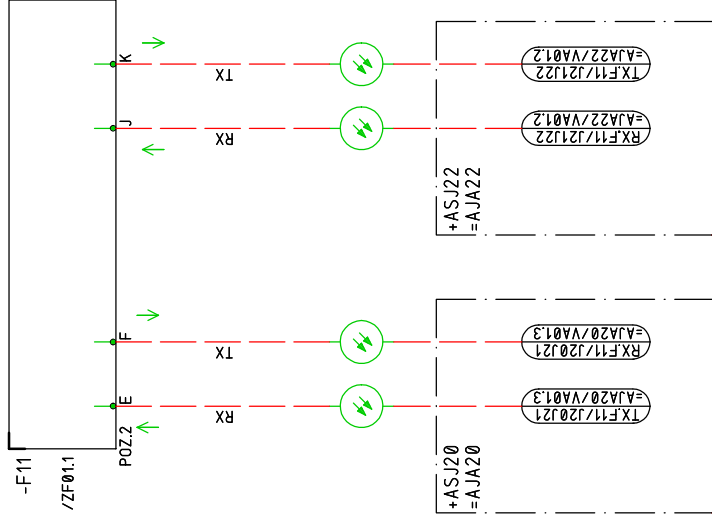 K
TX
=AJA22/VA01.2
TX.F11/J21J22
J
RX
=AJA22/VA01.2
RX.F11/J21J22
+ASJ22
=AJA22
F
TX
=AJA20/VA01.3
RX.F11/J20J21
E
RX
=AJA20/VA01.3
TX.F11/J20J21
POZ.2
-F11
/ZF01.1
+ASJ20
=AJA20